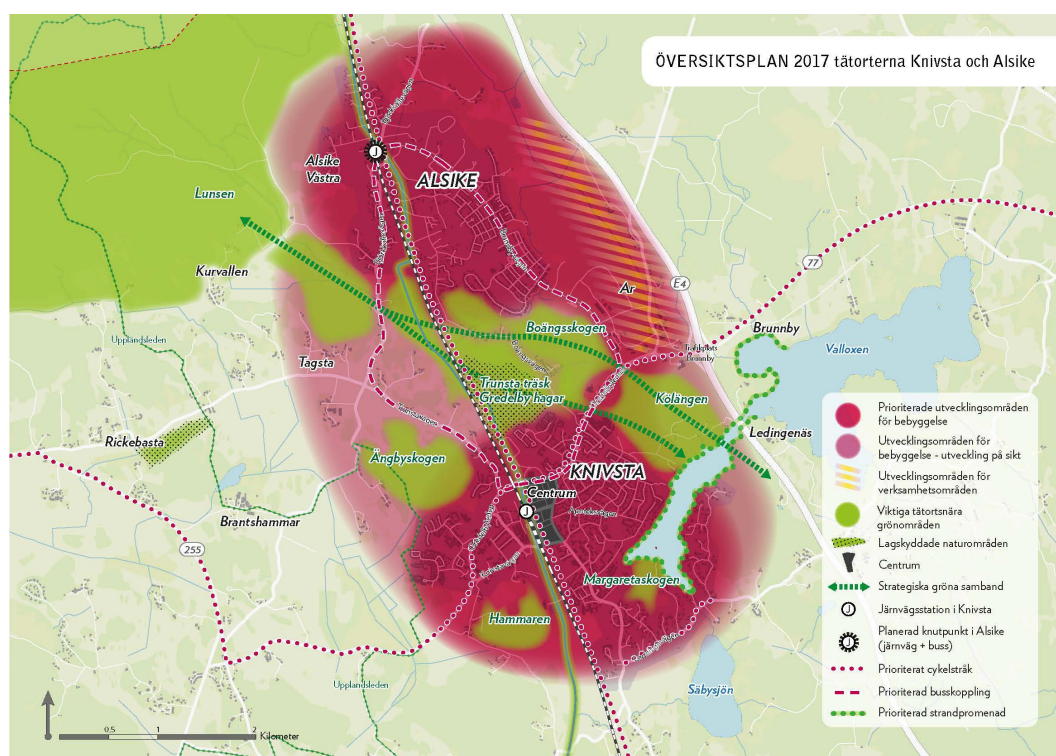 ÖVERSIKTSPLAN 2017 tätorterna Knivsta och Alsike
Alsike
Västra
ALSIKE
Lunsen
Kurvallen
Ar
E4
77
Boängsskogen
Brunnby
Trafikplats
Brunnby
Valloxen
Upplandsleden
Tagsta
Trunsta träsk
Gredelby hagar
Kölängen
Ledingenäs
Rickebasta
Ängbyskogen
KNIVSTA
Centrum
Brantshammar
255
Margaretaskogen
Hammaren
Upplandsleden
Säbysjön
Prioriterade utvecklingsområden
för bebyggelse
Utvecklingsområden för
bebyggelse - utveckling på sikt
Utvecklingsområden för
verksamhetsområden
Viktiga tätortsnära
grönområden
Lagskyddade naturområden
Centrum
Strategiska gröna samband
J
Järnvägsstation i Knivsta
J
Planerad knutpunkt i Alsike
(järnväg + buss)
Prioriterat cykelstråk
Prioriterad busskoppling
Prioriterad strandpromenad
0,5 1 2
Kilometer